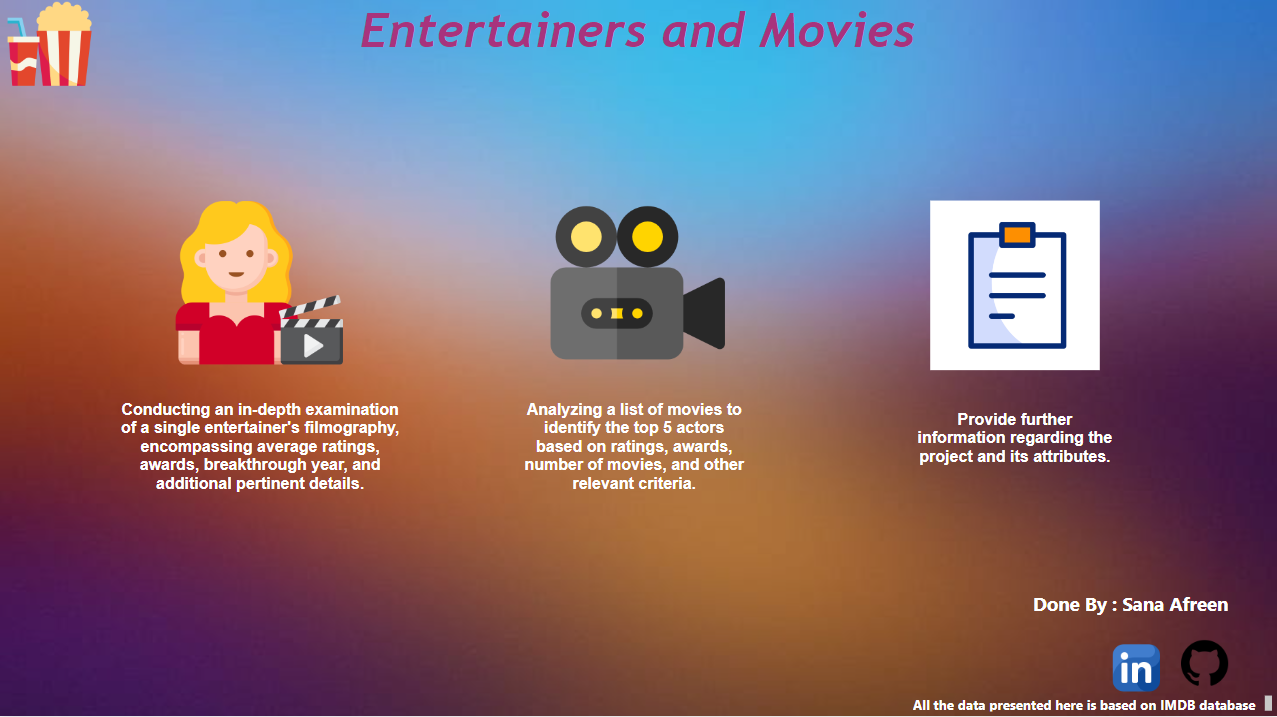 Entertainers and Movies
Conducting an in-depth examination
of a single entertainer's filmography,
encompassing average ratings,
awards, breakthrough year, and
additional pertinent details.
Analyzing a list of movies to
identify the top 5 actors
based on ratings, awards,
number of movies, and other
relevant criteria.
Provide further
information regarding the
project and its attributes.
Done By : Sana Afreen
in
All the data presented here is based on IMDB database